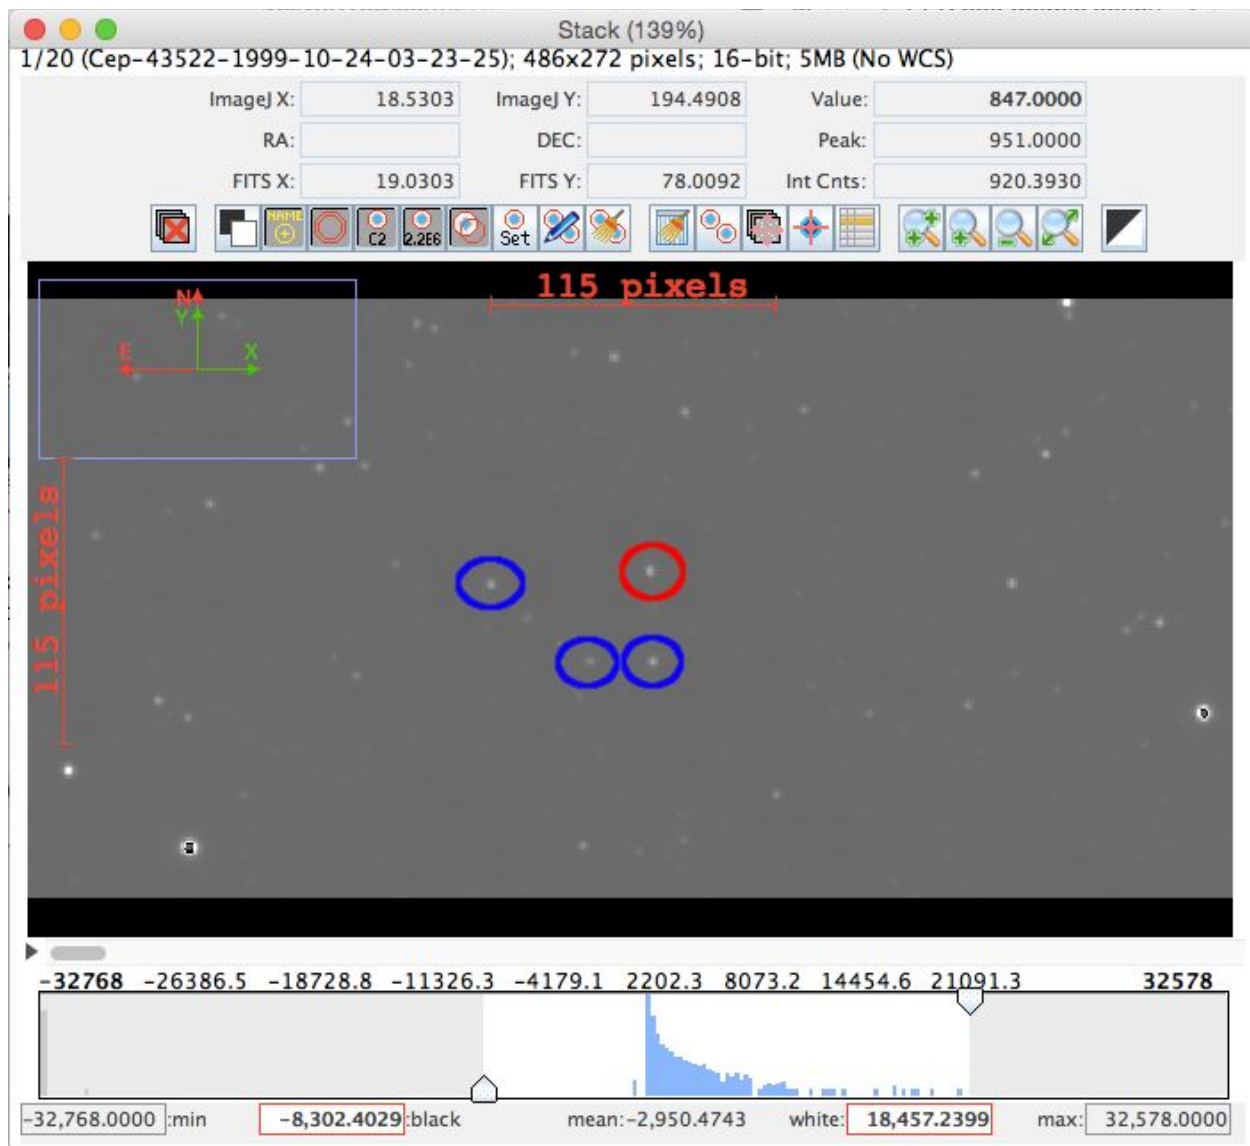 Stack (139%)
1/20 (Cep-43522-1999-10-24-03-23-25); 486x272 pixels; 16-bit; 5MB (No WCS)
ImageJ X: 18.5303 ImageJ Y: 194.4908 Value: 847.0000
RA: DEC: Peak: 951.0000
FITS X: 19.0303 FITS Y: 78.0092 Int Cnts: 920.3930
NAME C2 2.2E6 Set
115 pixels
N
Y
E X
115 pixels
-32768 -26386.5 -18728.8 -11326.3 -4179.1 2202.3 8073.2 14454.6 21091.3 32578
-32,768.0000 :min -8,302.4029 :black mean:-2,950.4743 white: 18,457.2399 max: 32,578.0000